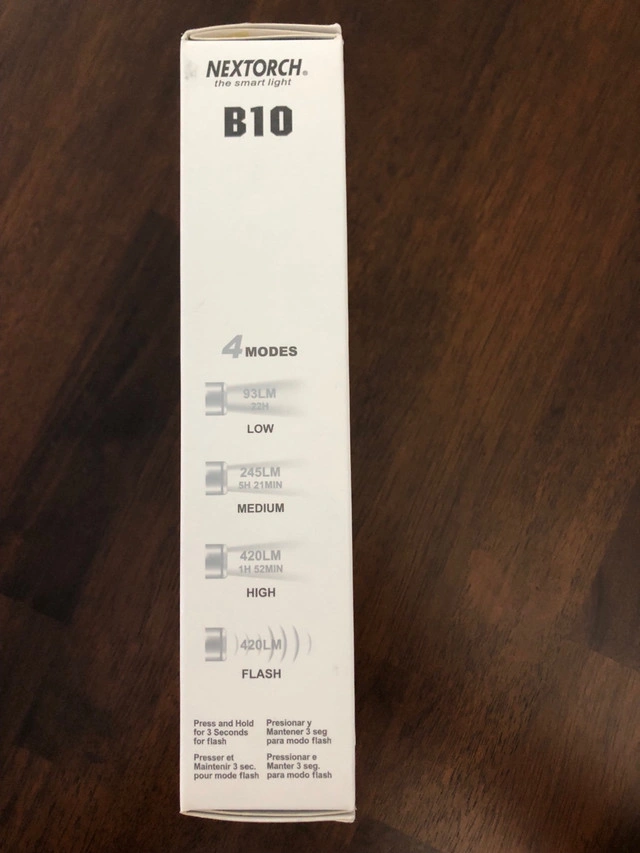 NEXTORCH®
the smart light
B10
4 MODES
93LM
22H
LOW
245LM
5H 21MIN
MEDIUM
420LM
1H 52MIN
HIGH
420LM
FLASH
Press and Hold
for 3 Seconds
for flash
Presionar y
Mantener 3 seg
para modo flash
Presser et
Maintenir 3 sec.
pour mode flash
Pressionar e
Manter 3 seg.
para modo flash